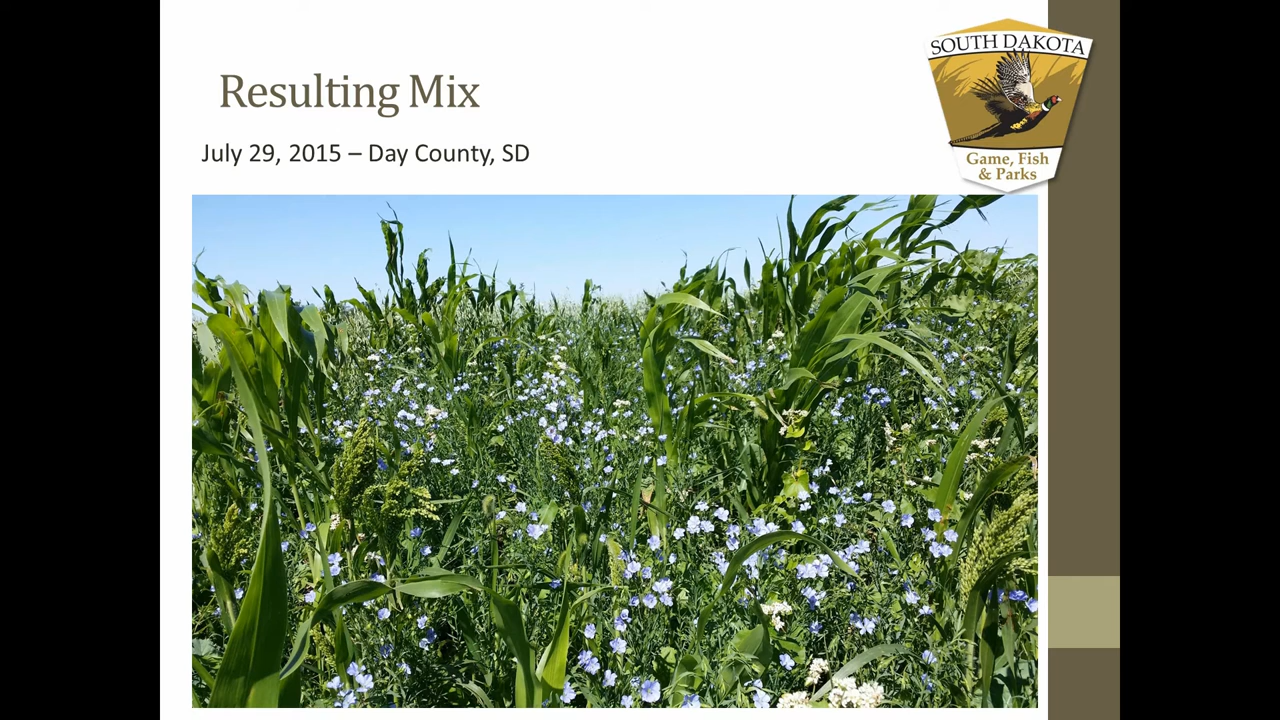 Resulting Mix
July 29, 2015 – Day County, SD
SOUTH DAKOTA
Game, Fish
& Parks